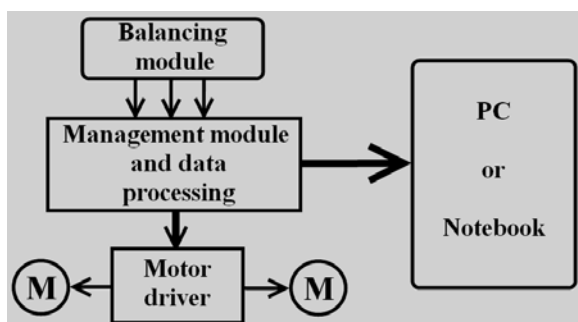 Balancing
module
Management module
and data
processing
PC
or
Notebook
Motor
driver
M
M